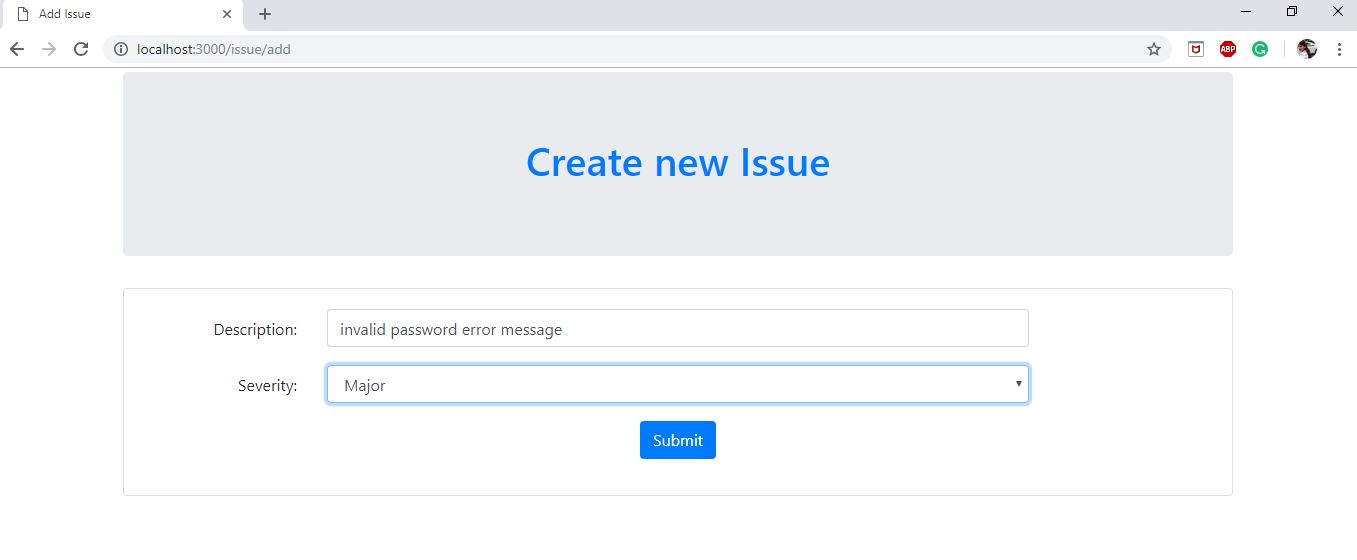 Add Issue
localhost:3000/issue/add
ABP
Create new Issue
Description: invalid password error message
Severity: Major
Submit